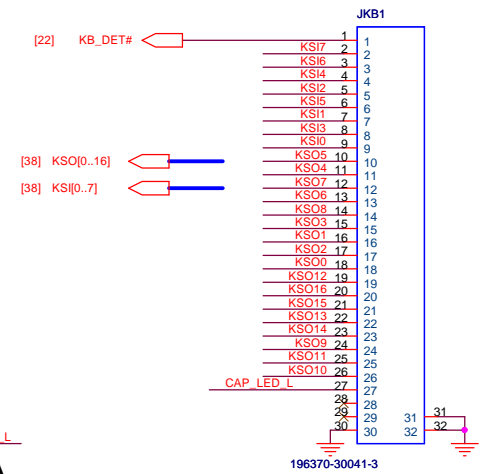 JKB1
[22] KB_DET# 1 1
KSI7 2 2
KSI6 3 3
KSI4 4 4
KSI2 5 5
KSI5 6 6
KSI1 7 7
KSI3 8 8
KSI0 9 9
[38] KSO[0..16] KSO5 10 10
KSO4 11 11
[38] KSI[0..7] KSO7 12 12
KSO6 13 13
KSO8 14 14
KSO3 15 15
KSO1 16 16
KSO2 17 17
KSO0 18 18
KSO12 19 19
KSO16 20 20
KSO15 21 21
KSO13 22 22
KSO14 23 23
KSO9 24 24
KSO11 25 25
KSO10 26 26
CAP_LED_L 27 27
28 28
29 29 31 31
30 30 32 32
_L
196370-30041-3